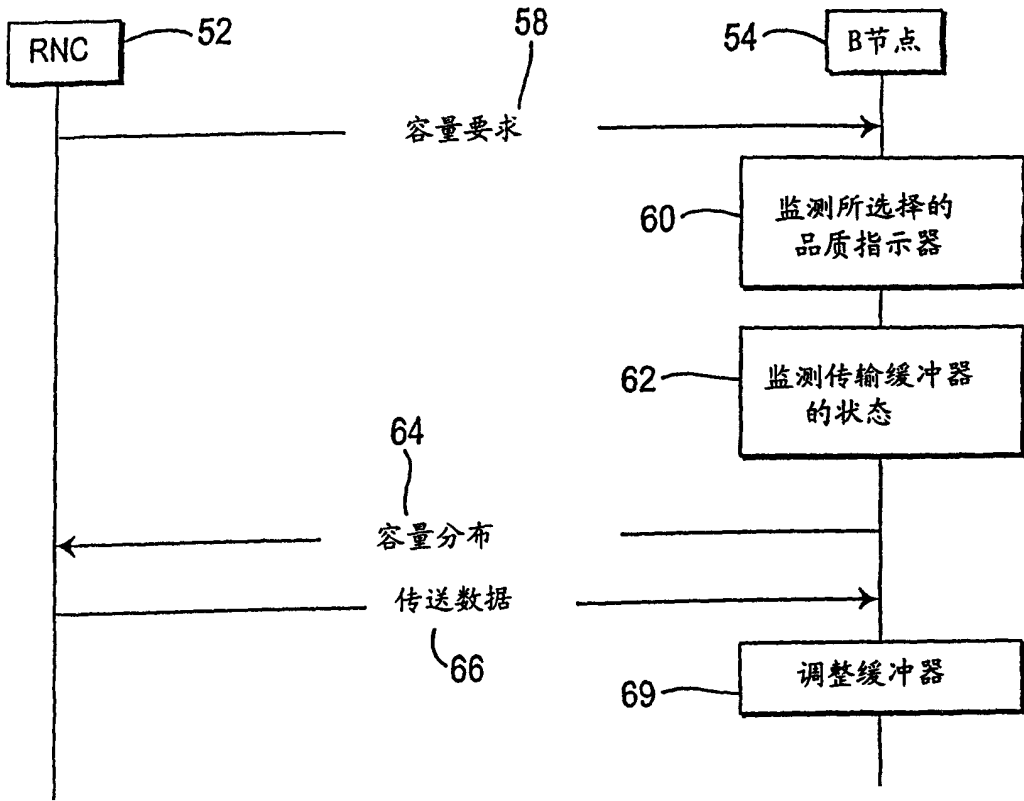 RNC
52
58
54
B节点
容量要求
60
监测所选择的
品质指示器
62
监测传输缓冲器
的状态
64
容量分布
传送数据
66
69
调整缓冲器